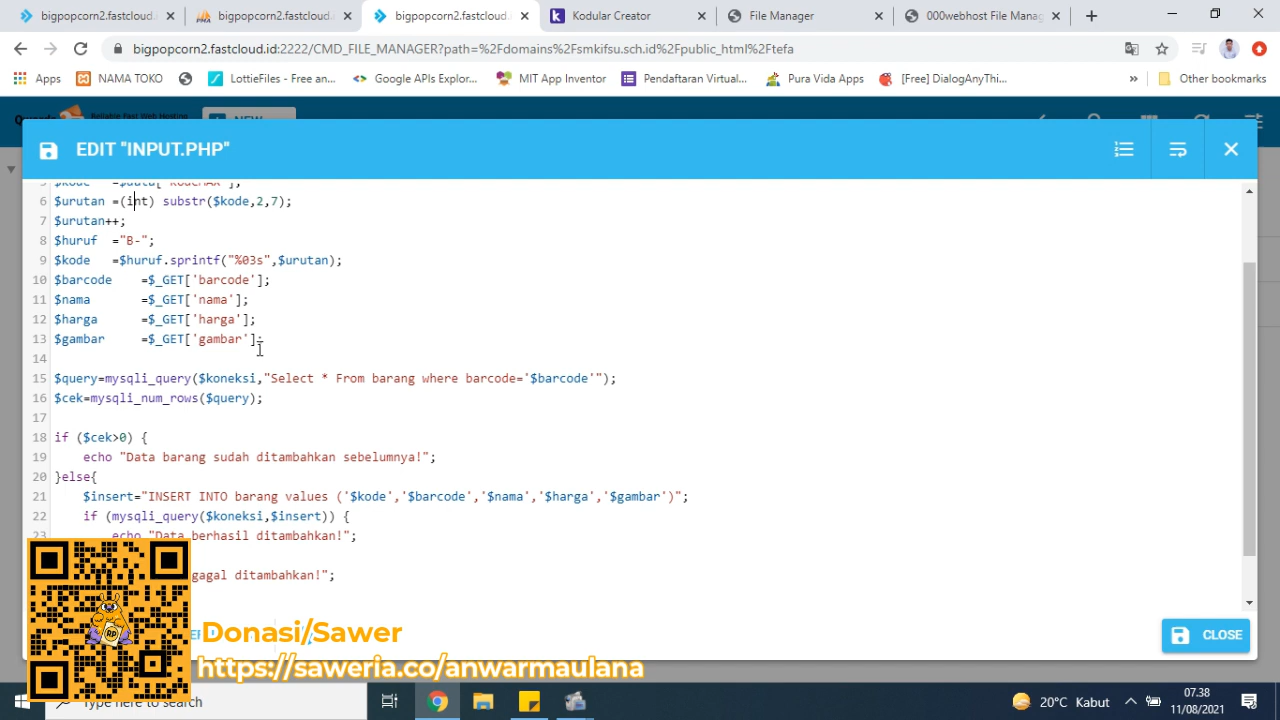 bigpopcorn2.fastcloud.
bigpopcorn2.fastcloud.
bigpopcorn2.fastcloud.
Kodular Creator
File Manager
000webhost File Mana
bigpopcorn2.fastcloud.id:2222/CMD_FILE_MANAGER?path=%2Fdomains%2Fsmkifsu.sch.id%2Fpublic_html%2Ftefa
Apps
NAMA TOKO
LottieFiles - Free an...
Google APIs Explor...
MIT App Inventor
Pendaftaran Virtual...
Pura Vida Apps
[Free] DialogAnyThi...
»
Other bookmarks
EDIT "INPUT.PHP"
5 $kode =$data["kodeMAX"];
6 $urutan =(int) substr($kode,2,7);
7 $urutan++;
8 $huruf ="B-";
9 $kode =$huruf.sprintf("%03s",$urutan);
10 $barcode =$_GET['barcode'];
11 $nama =$_GET['nama'];
12 $harga =$_GET['harga'];
13 $gambar =$_GET['gambar'];
14
15 $query=mysqli_query($koneksi,"Select * From barang where barcode='$barcode'");
16 $cek=mysqli_num_rows($query);
17
18 if ($cek>0) {
19 echo "Data barang sudah ditambahkan sebelumnya!";
20 }else{
21 $insert="INSERT INTO barang values ('$kode','$barcode','$nama','$harga','$gambar')";
22 if (mysqli_query($koneksi,$insert)) {
23 echo "Data berhasil ditambahkan!";
gagal ditambahkan!";
RP
Donasi/Sawer
https://saweria.co/anwarmaulana
CLOSE
Type here to search
20°C Kabut
07.38
11/08/2021